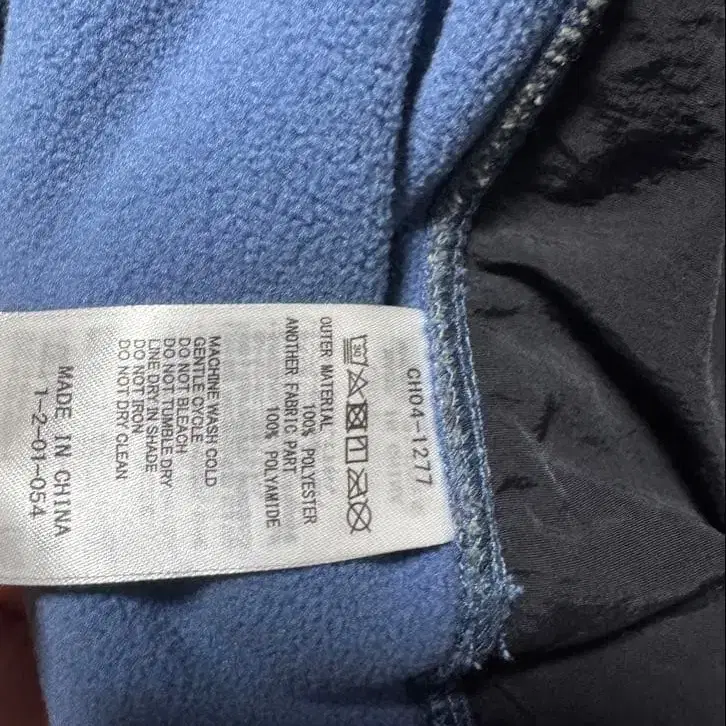 CH04-1277
30
OUTER MATERIAL
100% POLYESTER
ANOTHER FABRIC PART
100% POLYAMIDE
MACHINE WASH COLD
GENTLE CYCLE
DO NOT BLEACH
DO NOT TUMBLE DRY
LINE DRY IN SHADE
DO NOT IRON
DO NOT DRY CLEAN
MADE IN CHINA
1-2-01-054